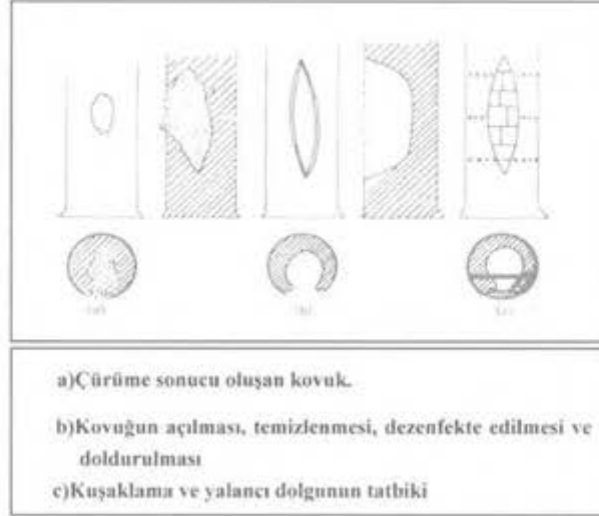 (a)
(b)
(c)
a)Çürüme sonucu oluşan kovuk.
b)Kovuğun açılması, temizlenmesi, dezenfekte edilmesi ve
doldurulması
c)Kuşaklama ve yalancı dolgunun tatbiki